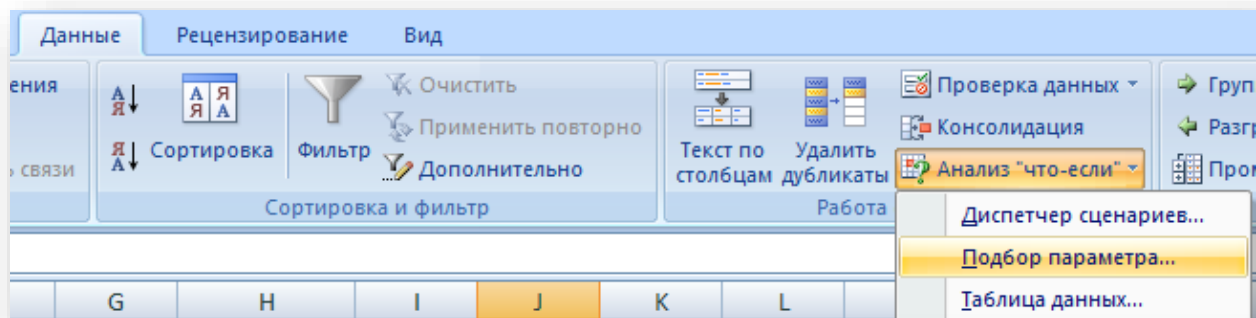 Данные Рецензирование Вид
ения
Сортировка
Фильтр
Очистить
Применить повторно
Дополнительно
связи
Текст по столбцам
Удалить дубликаты
Проверка данных
Консолидация
Анализ "что-если"
Груп
Разгр
Пром
Сортировка и фильтр
Работа
Диспетчер сценариев...
Подбор параметра...
Таблица данных...
G H I J K L